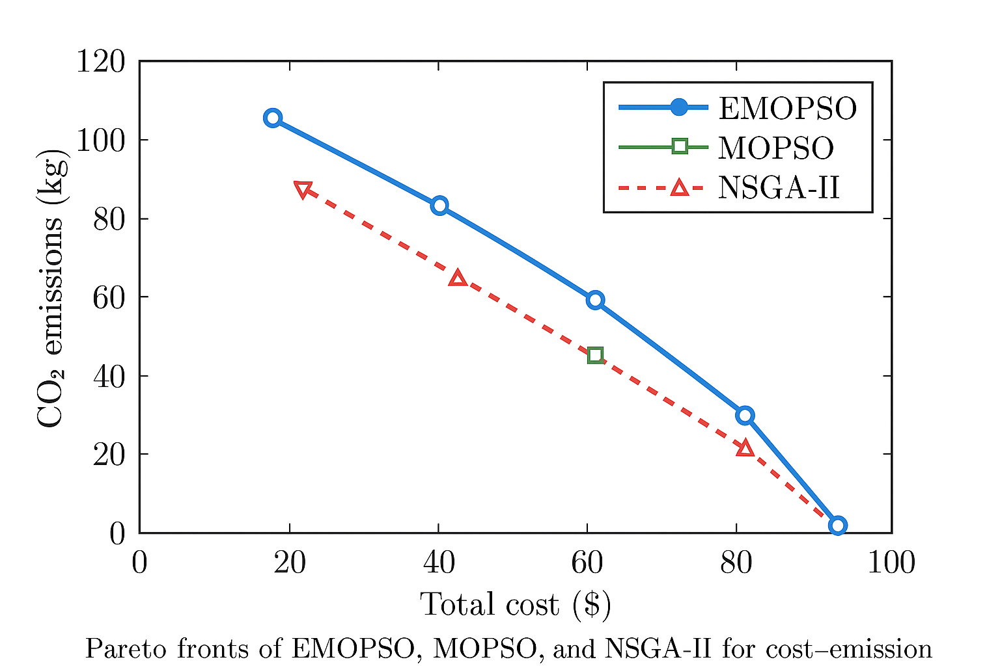 120
100
80
60
40
20
0
CO₂ emissions (kg)
EMOPSO
MOPSO
NSGA-II
0 20 40 60 80 100
Total cost ($)
Pareto fronts of EMOPSO, MOPSO, and NSGA-II for cost–emission